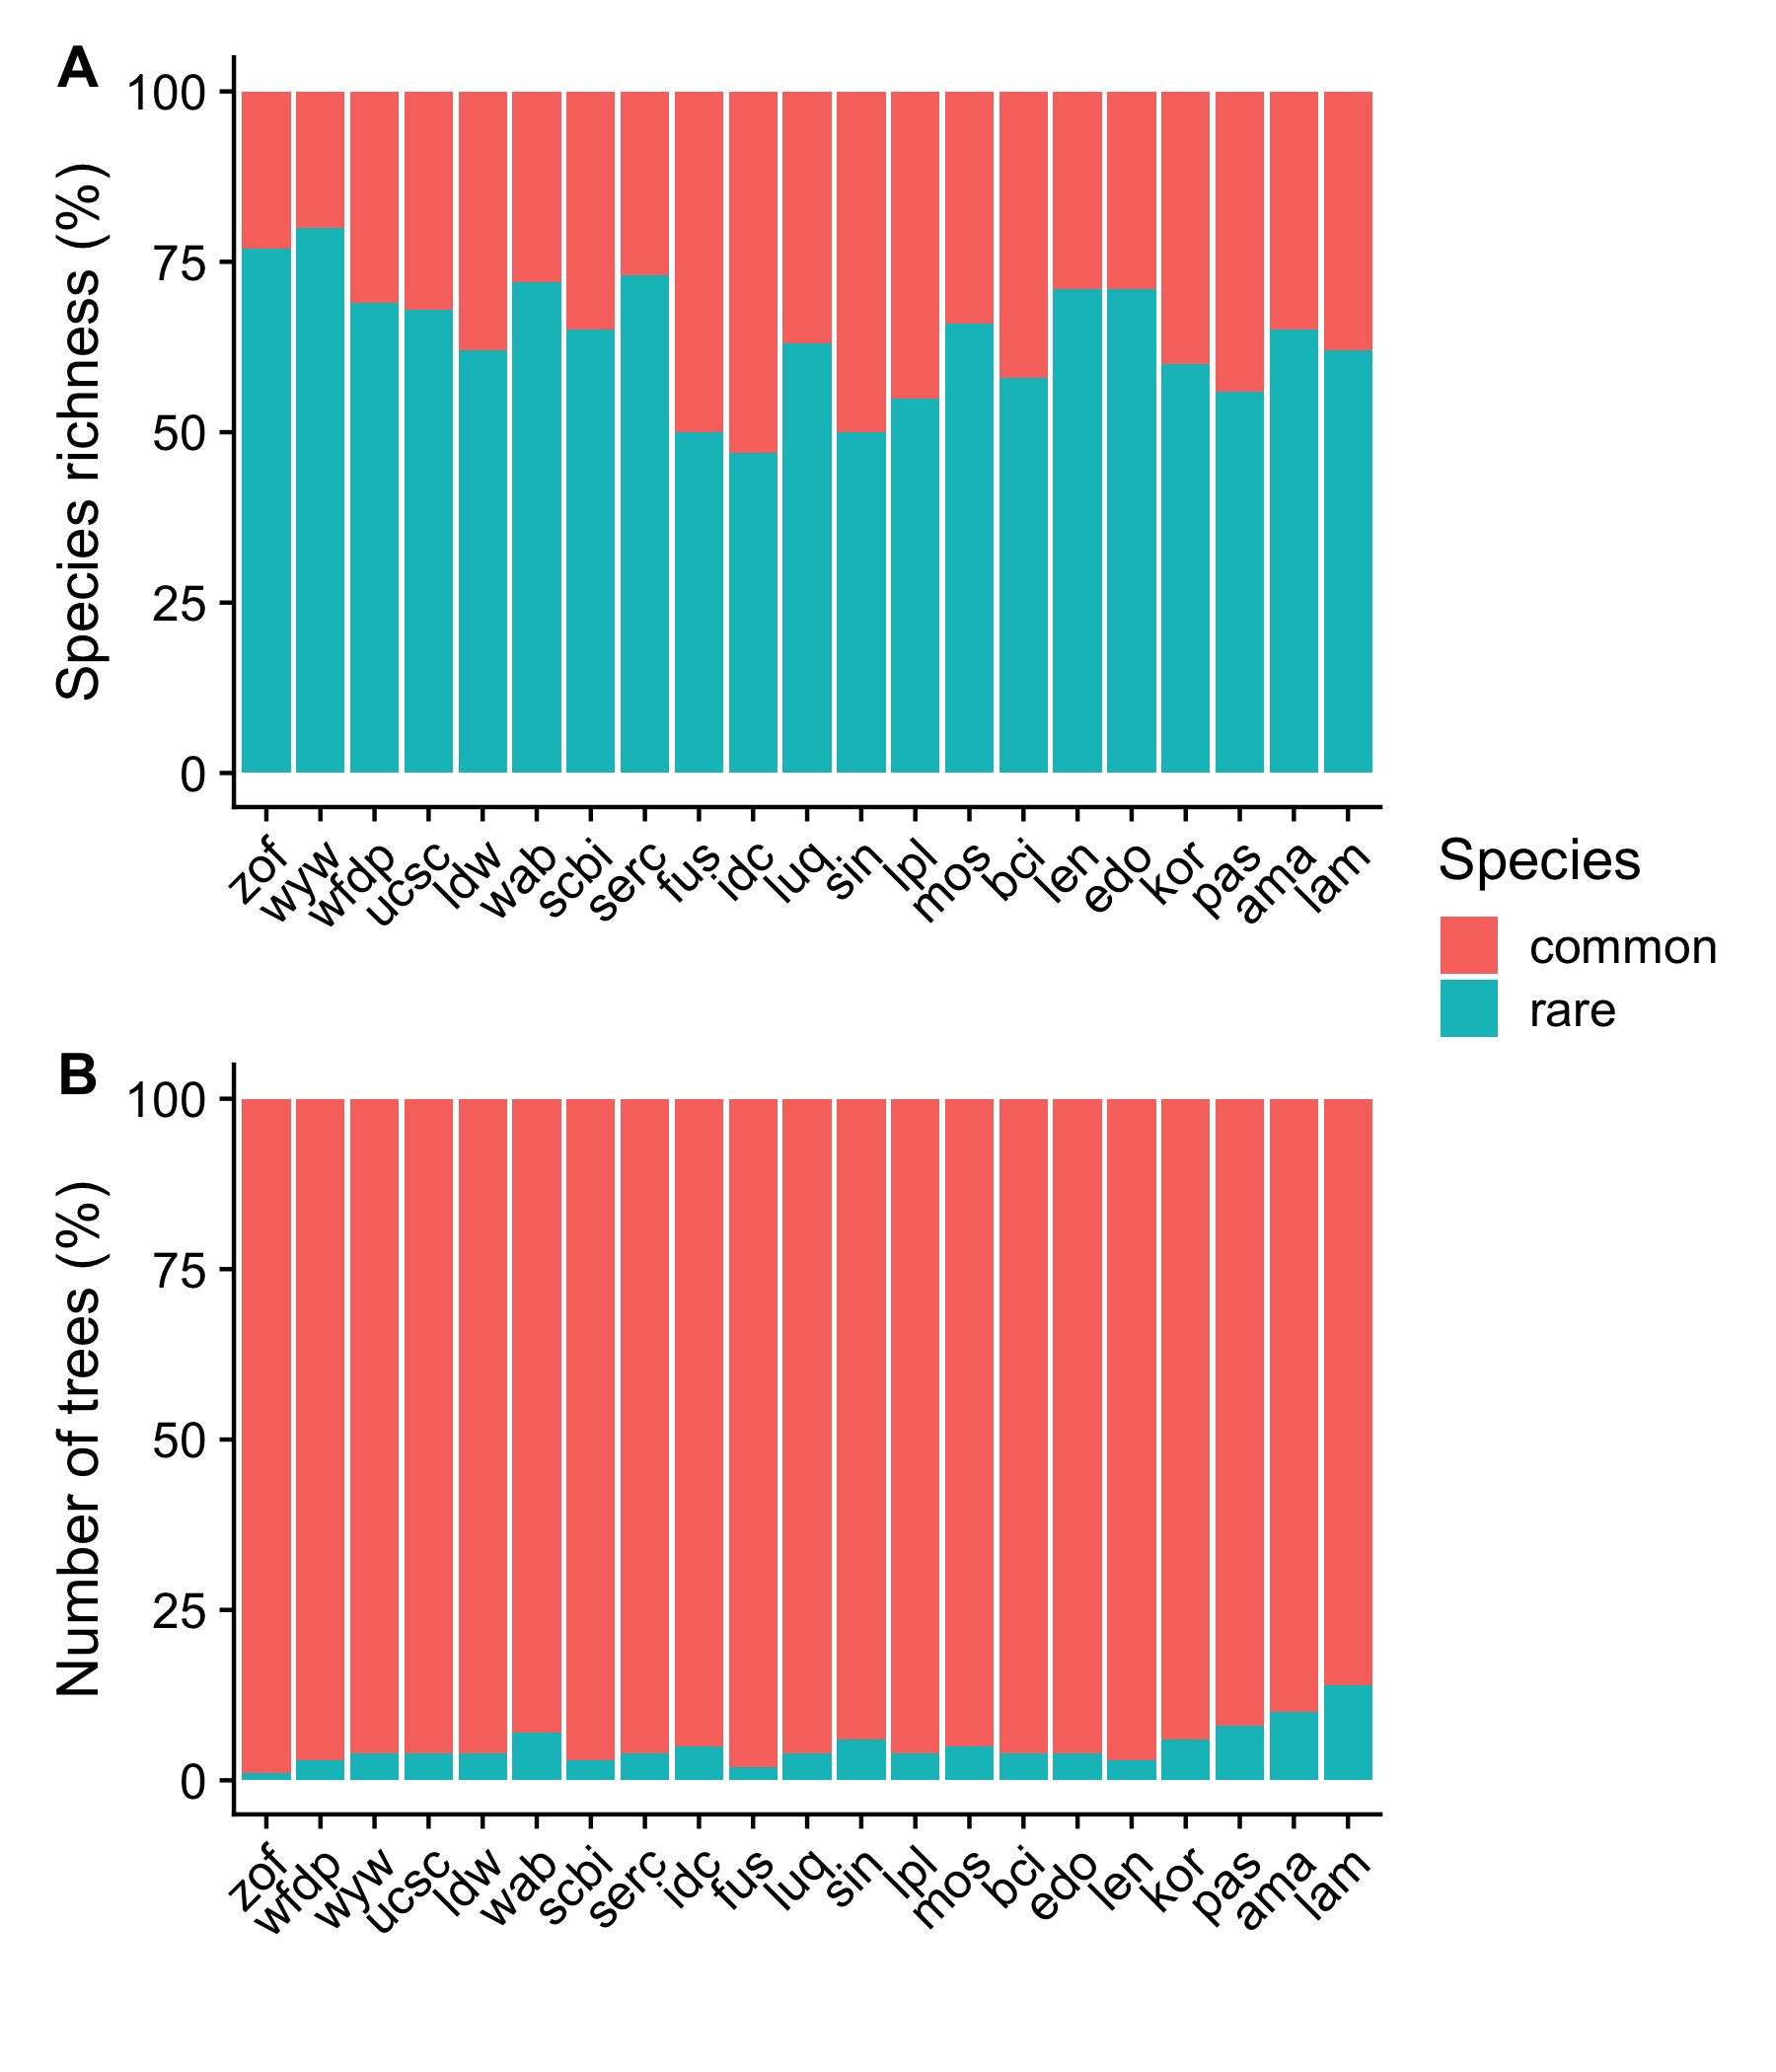 A
Species richness (%)
100
75
50
25
0
zof wyw wfdp ucsc ldw wab scbi serc fus idc luq sin lpl mos bci len edo kor pas ama lam
Species
common
rare
B
Number of trees (%)
100
75
50
25
0
zof wfdp wyw ucsc ldw wab scbi serc idc fus luq sin lpl mos bci edo len kor pas ama lam